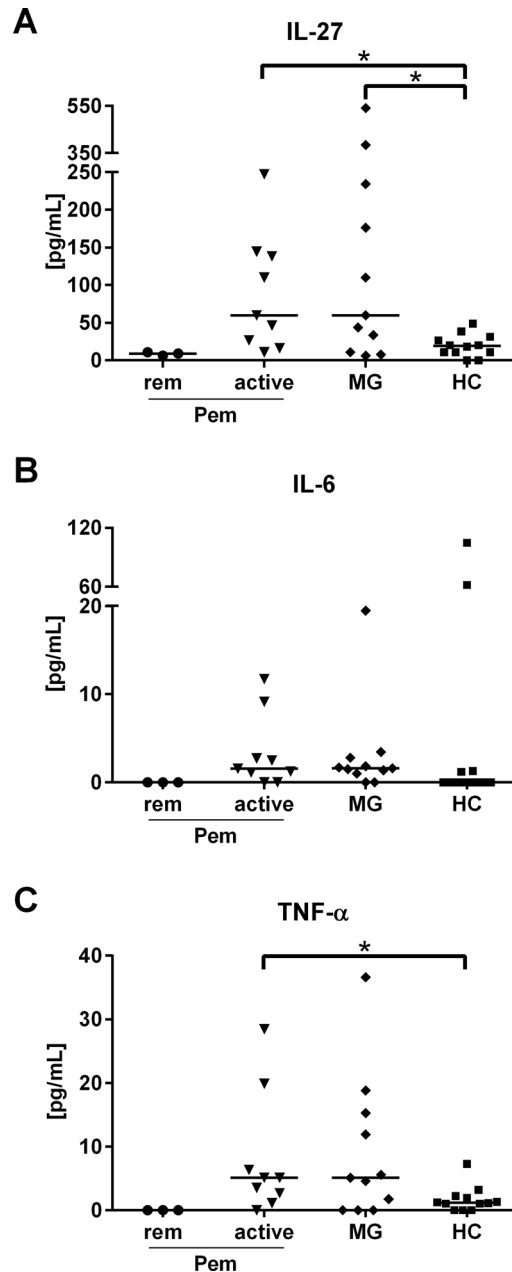 A
IL-27
*
*
550
350
250
200
150
100
50
0
[pg/mL]
rem active MG HC
Pem
B
IL-6
120
60
20
10
0
[pg/mL]
rem active MG HC
Pem
C
TNF-α
*
40
30
20
10
0
[pg/mL]
rem active MG HC
Pem